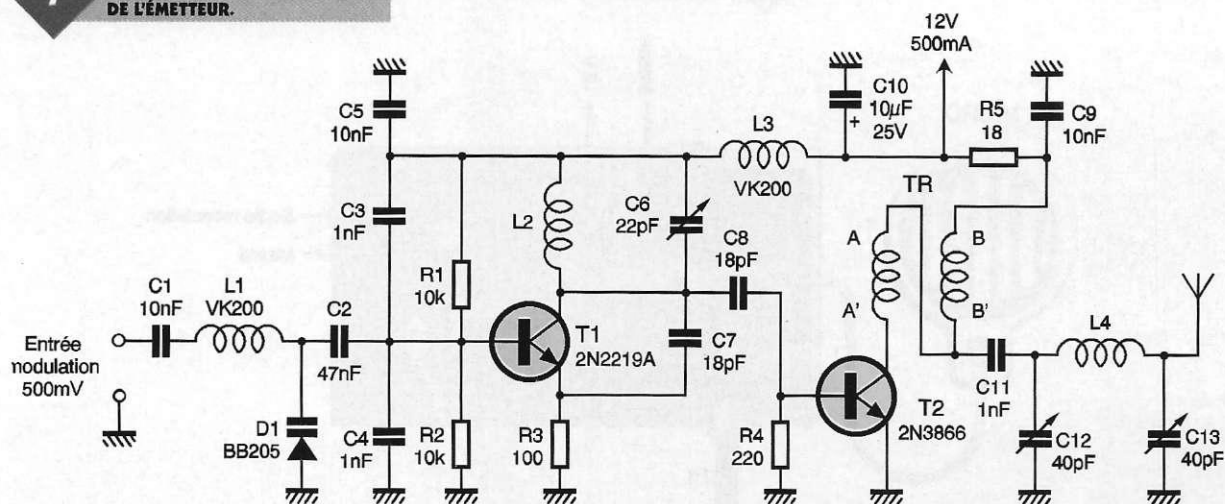 DE L'ÉMETTEUR.
12V
500mA
C5
10nF
C10
10µF
25V
+
R5
18
C9
10nF
L3
VK200
TR
C3
1nF
L2
C6
22pF
C8
18pF
A
B
R1
10k
C1
10nF
L1
VK200
C2
47nF
A'
B'
Entrée
modulation
500mV
T1
2N2219A
C7
18pF
C11
1nF
L4
D1
BB205
C4
1nF
R2
10k
R3
100
R4
220
T2
2N3866
C12
40pF
C13
40pF